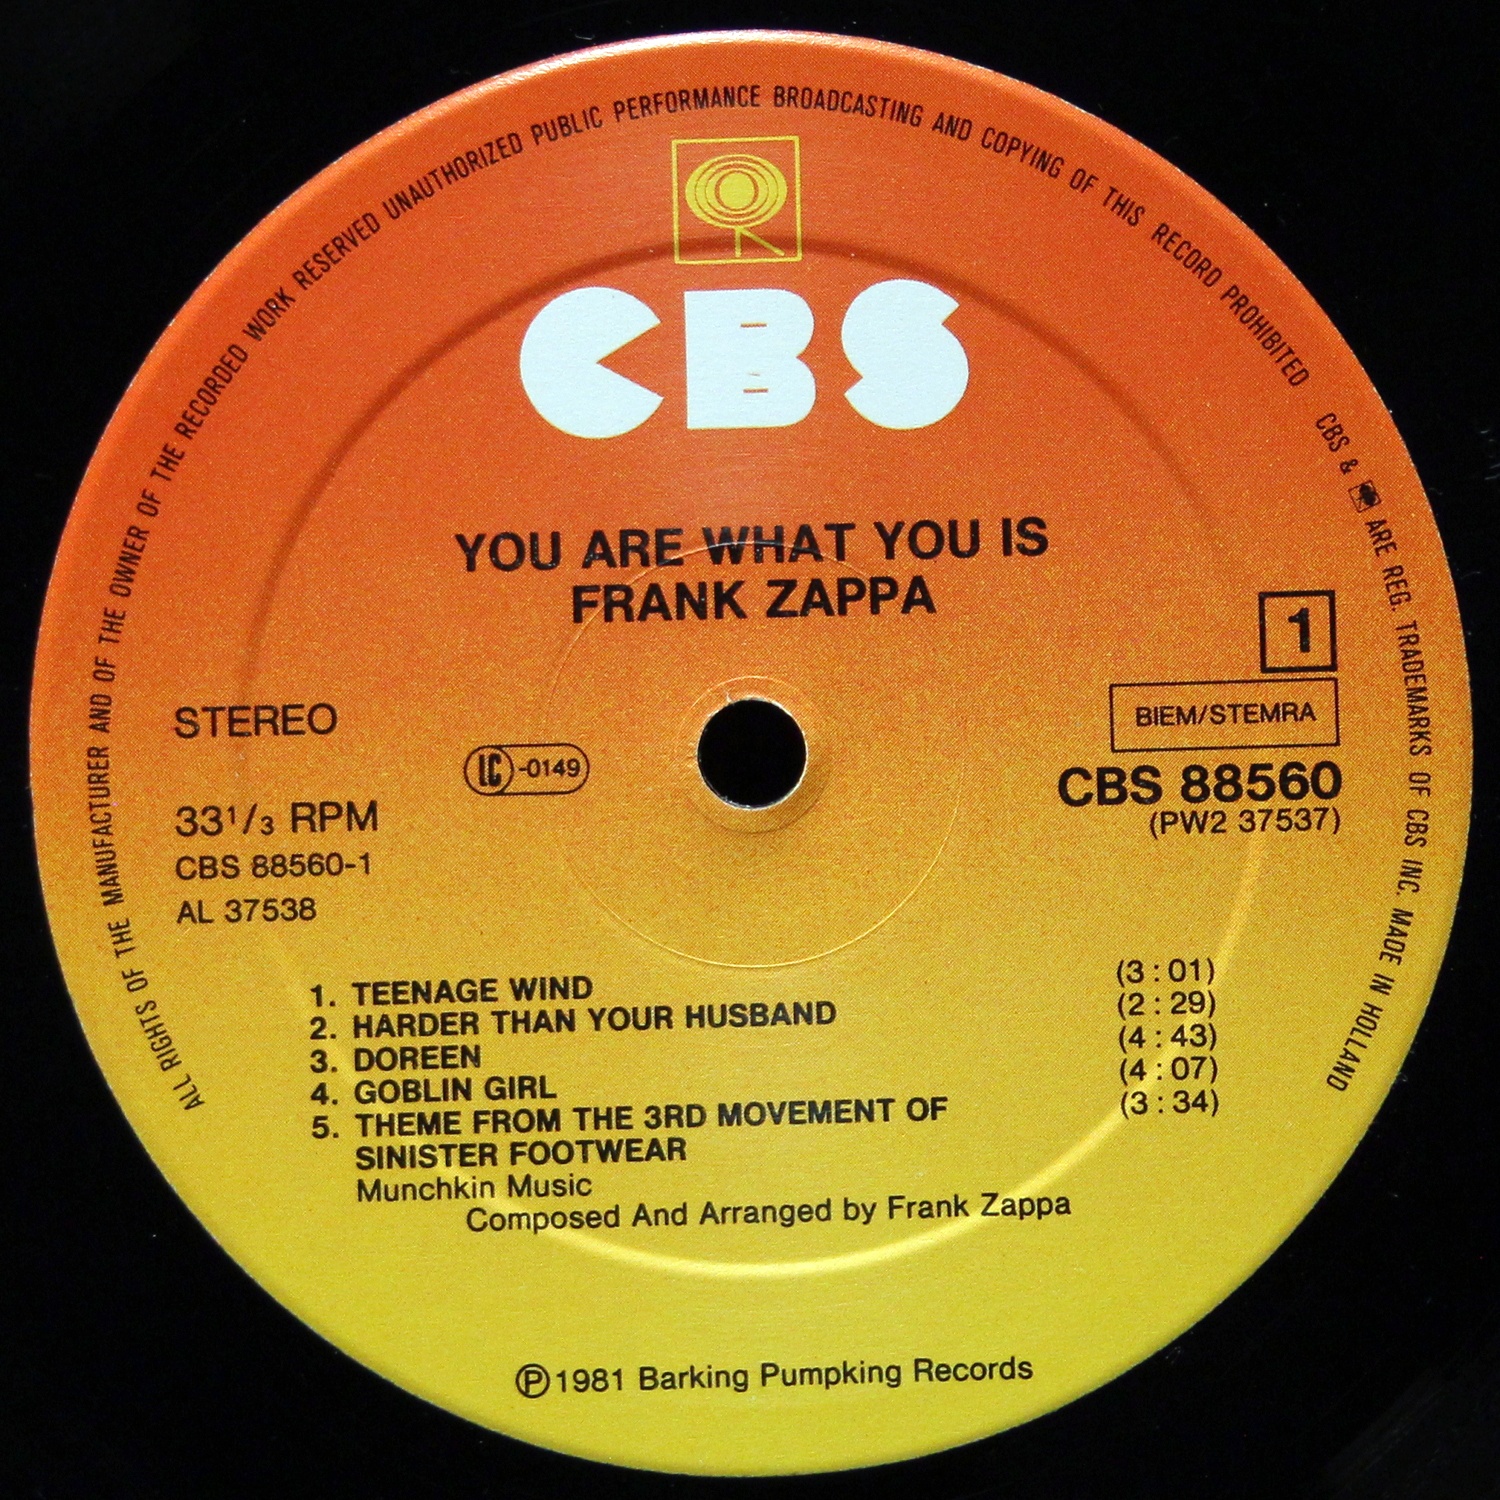 ALL RIGHTS OF THE MANUFACTURER AND OF THE OWNER OF THE RECORDED WORK RESERVED UNAUTHORIZED PUBLIC PERFORMANCE BROADCASTING AND COPYING OF THIS RECORD PROHIBITED
CBS & ARE REG. TRADEMARKS OF CBS INC. MADE IN HOLLAND
CBS
YOU ARE WHAT YOU IS
FRANK ZAPPA
1
STEREO
BIEM/STEMRA
LC-0149
CBS 88560
33 1/3 RPM
(PW2 37537)
CBS 88560-1
AL 37538
1. TEENAGE WIND (3:01)
2. HARDER THAN YOUR HUSBAND (2:29)
3. DOREEN (4:43)
4. GOBLIN GIRL (4:07)
5. THEME FROM THE 3RD MOVEMENT OF (3:34)
SINISTER FOOTWEAR
Munchkin Music
Composed And Arranged by Frank Zappa
℗1981 Barking Pumpking Records